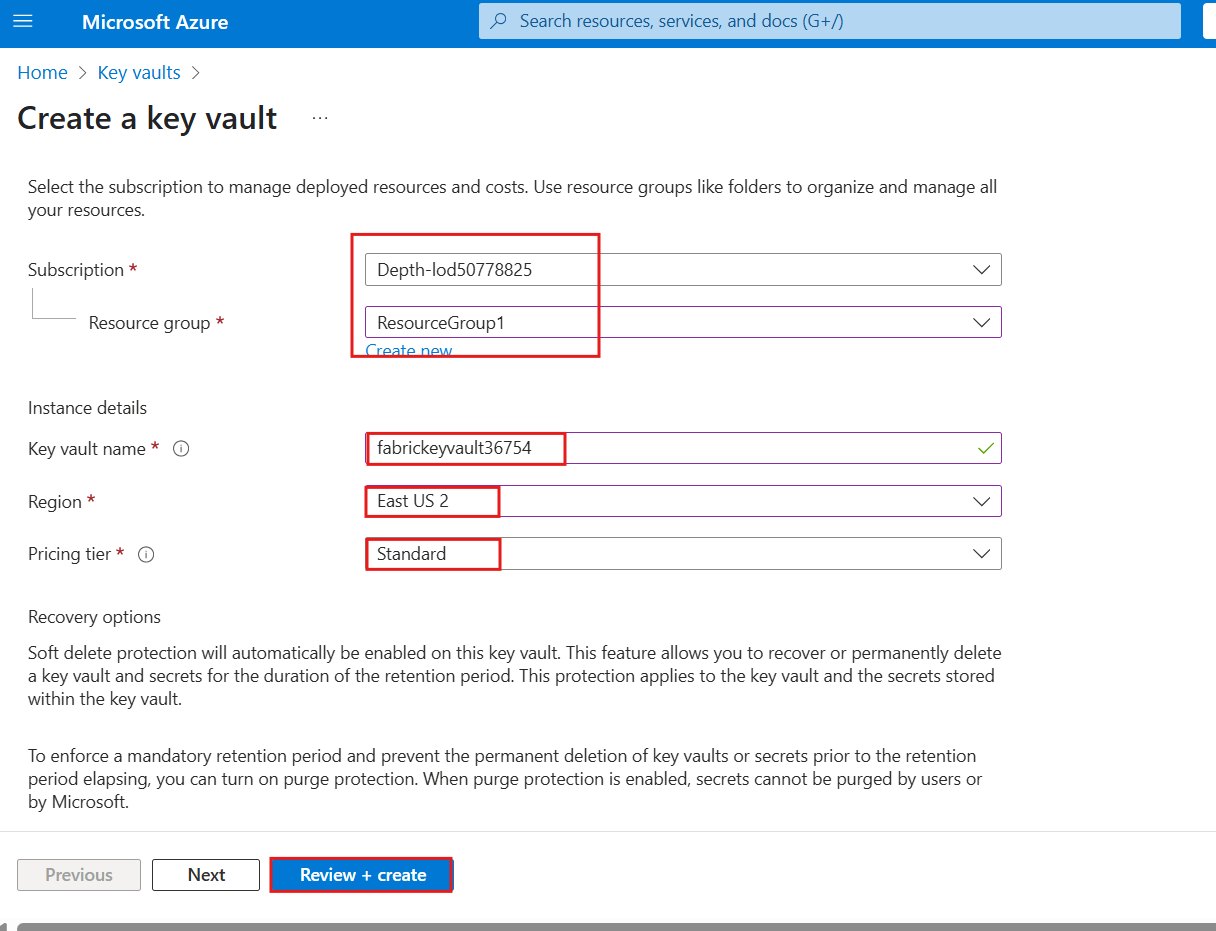 Microsoft Azure
Search resources, services, and docs (G+/)
Home > Key vaults >
Create a key vault ...
Select the subscription to manage deployed resources and costs. Use resource groups like folders to organize and manage all
your resources.
Subscription *
Depth-lod50778825
Resource group *
ResourceGroup1
Create new
Instance details
Key vault name *
fabrickeyvault36754
Region *
East US 2
Pricing tier *
Standard
Recovery options
Soft delete protection will automatically be enabled on this key vault. This feature allows you to recover or permanently delete
a key vault and secrets for the duration of the retention period. This protection applies to the key vault and the secrets stored
within the key vault.
To enforce a mandatory retention period and prevent the permanent deletion of key vaults or secrets prior to the retention
period elapsing, you can turn on purge protection. When purge protection is enabled, secrets cannot be purged by users or
by Microsoft.
Previous
Next
Review + create